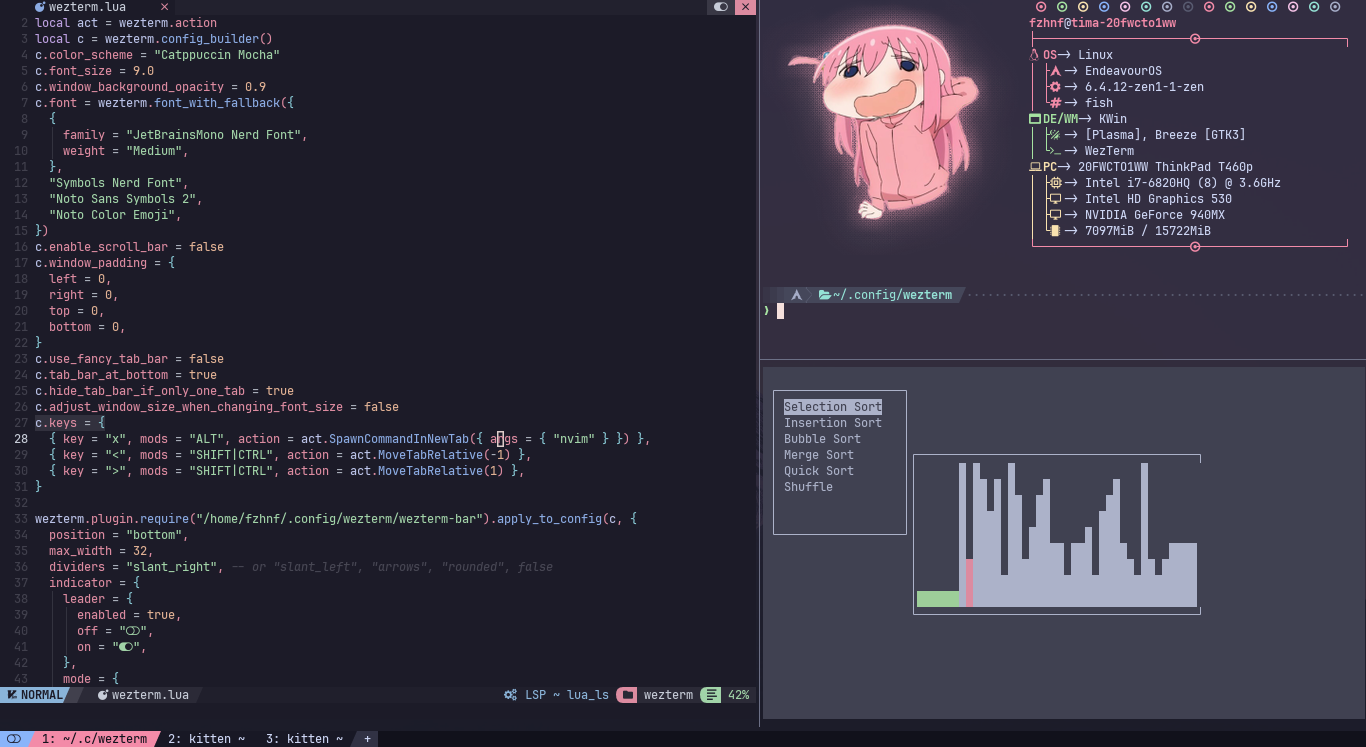 wezterm.lua
2 local act = wezterm.action
3 local c = wezterm.config_builder()
4 c.color_scheme = "Catppuccin Mocha"
5 c.font_size = 9.0
6 c.window_background_opacity = 0.9
7 c.font = wezterm.font_with_fallback({
8   {
9     family = "JetBrainsMono Nerd Font",
10     weight = "Medium",
11   },
12   "Symbols Nerd Font",
13   "Noto Sans Symbols 2",
14   "Noto Color Emoji",
15 })
16 c.enable_scroll_bar = false
17 c.window_padding = {
18   left = 0,
19   right = 0,
20   top = 0,
21   bottom = 0,
22 }
23 c.use_fancy_tab_bar = false
24 c.tab_bar_at_bottom = true
25 c.hide_tab_bar_if_only_one_tab = true
26 c.adjust_window_size_when_changing_font_size = false
27 c.keys = {
28   { key = "x", mods = "ALT", action = act.SpawnCommandInNewTab({ args = { "nvim" } }) },
29   { key = "<", mods = "SHIFT|CTRL", action = act.MoveTabRelative(-1) },
30   { key = ">", mods = "SHIFT|CTRL", action = act.MoveTabRelative(1) },
31 }
32
33 wezterm.plugin.require("/home/fzhnf/.config/wezterm/wezterm-bar").apply_to_config(c, {
34   position = "bottom",
35   max_width = 32,
36   dividers = "slant_right", -- or "slant_left", "arrows", "rounded", false
37   indicator = {
38     leader = {
39       enabled = true,
40       off = "",
41       on = "",
42     },
43     mode = {
NORMAL wezterm.lua LSP ~ lua_ls wezterm 42%
fzhnf@tima-20fwcto1ww
OS-> Linux
-> EndeavourOS
-> 6.4.12-zen1-1-zen
# -> fish
DE/WM-> KWin
-> [Plasma], Breeze [GTK3]
-> WezTerm
PC-> 20FWCTO1WW ThinkPad T460p
-> Intel i7-6820HQ (8) @ 3.6GHz
-> Intel HD Graphics 530
-> NVIDIA GeForce 940MX
-> 7097MiB / 15722MiB
~/.config/wezterm
❯
Selection Sort
Insertion Sort
Bubble Sort
Merge Sort
Quick Sort
Shuffle
1: ~/.c/wezterm 2: kitten ~ 3: kitten ~ +